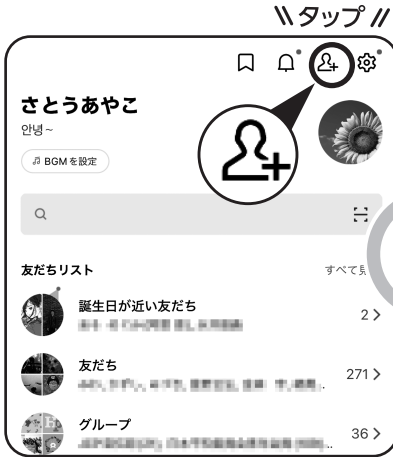 タップ
さとうあやこ
안녕~
BGMを設定
友だちリスト
すべて見
誕生日が近い友だち
2
友だち
271
グループ
36